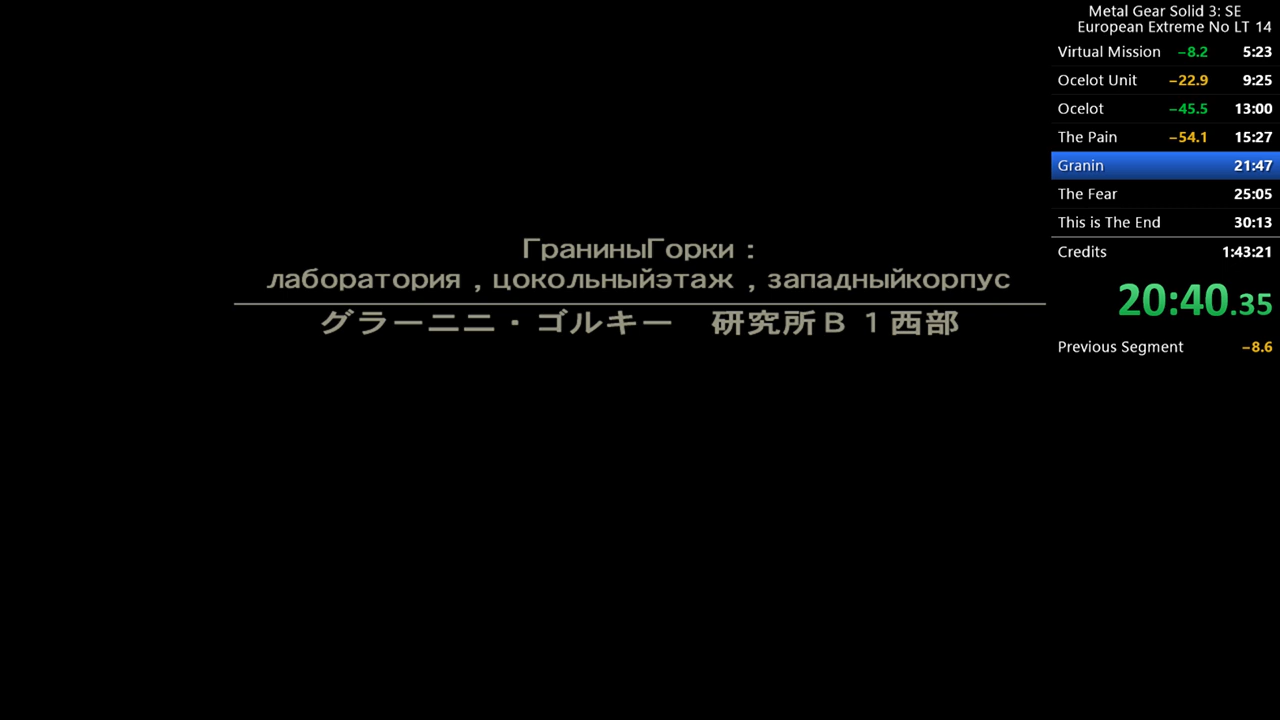 Metal Gear Solid 3: SE
European Extreme No LT 14
Virtual Mission −8.2 5:23
Ocelot Unit −22.9 9:25
Ocelot −45.5 13:00
The Pain −54.1 15:27
Granin 21:47
The Fear 25:05
This is The End 30:13
Credits 1:43:21
20:40.35
Previous Segment −8.6
ГраниныГорки :
лаборатория , цокольныйэтаж , западныйкорпус
グラーニニ・ゴルキー　研究所Ｂ１西部